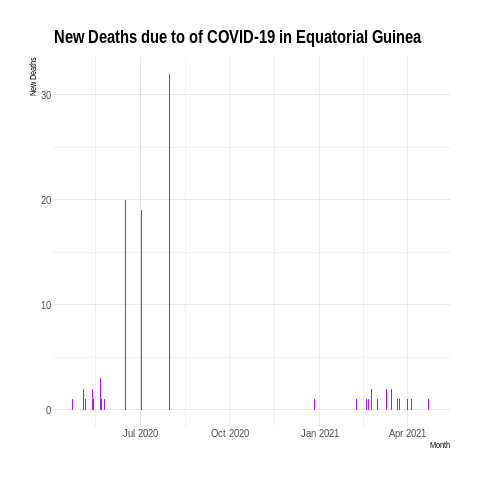 New Deaths due to of COVID-19 in Equatorial Guinea
New Deaths
30
20
10
0
Jul 2020 Oct 2020 Jan 2021 Apr 2021
Month